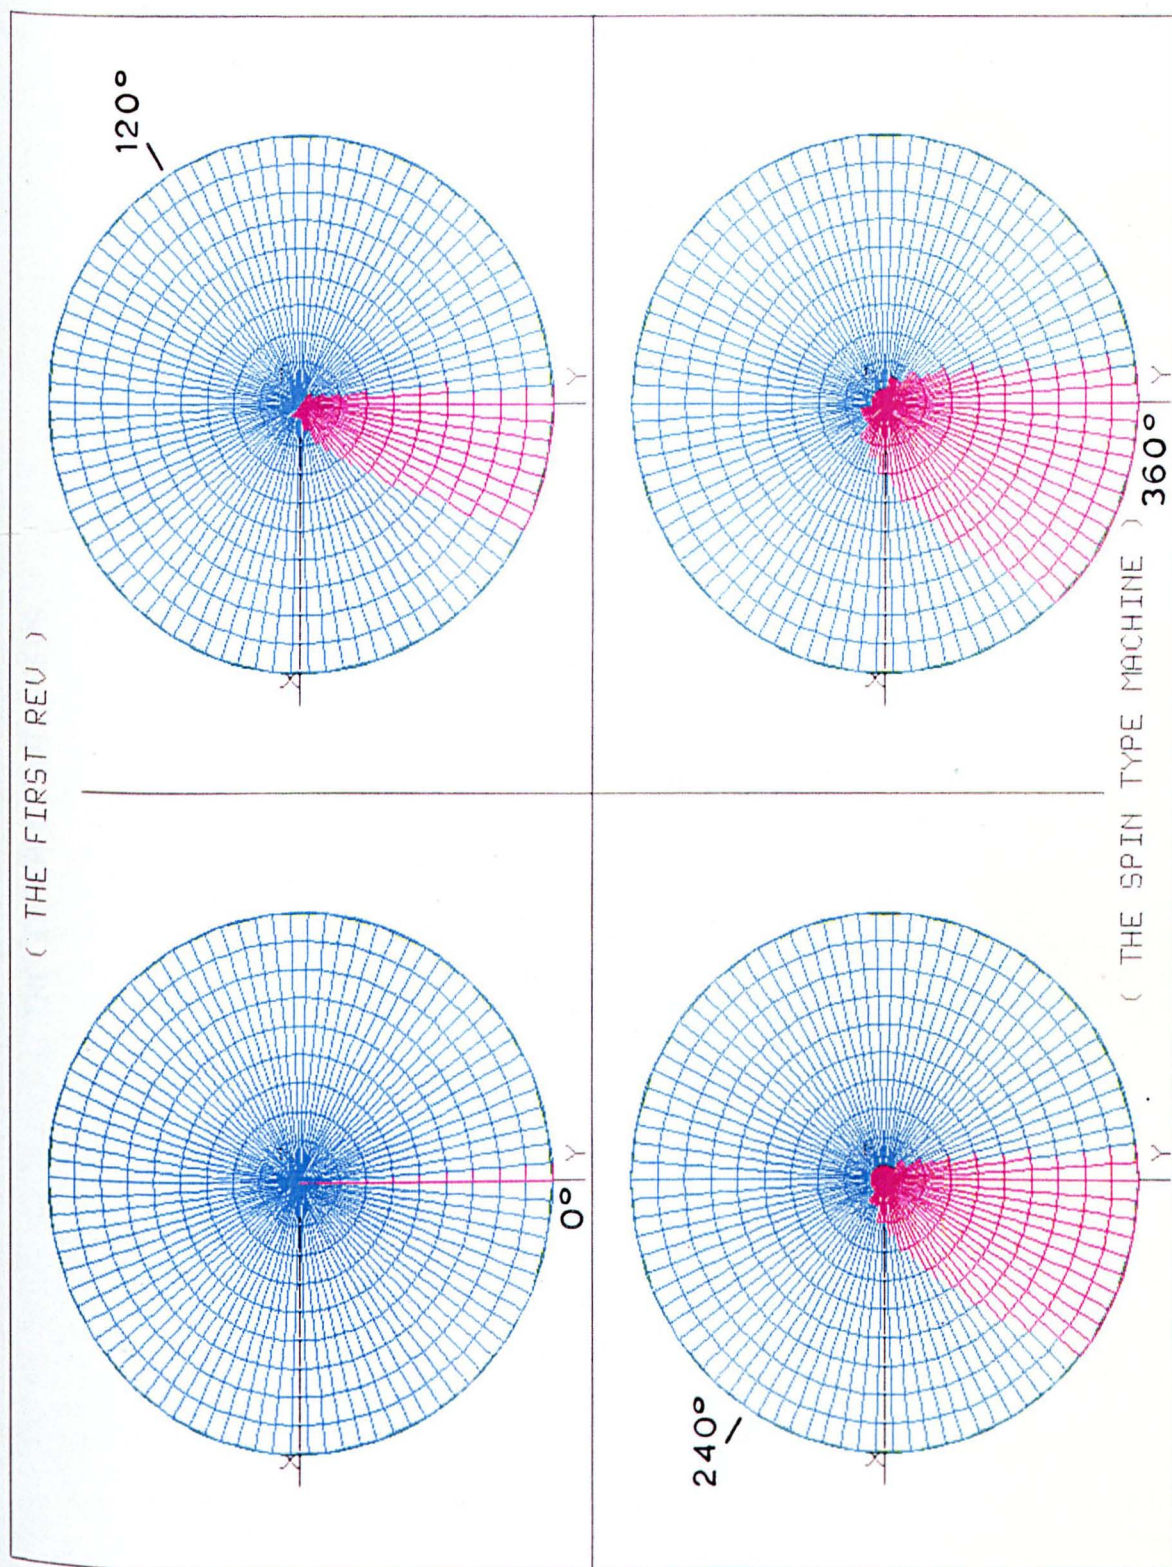 ( THE FIRST REV )
120°
X
Y
0°
X
Y
360°
X
Y
240°
X
Y
( THE SPIN TYPE MACHINE )